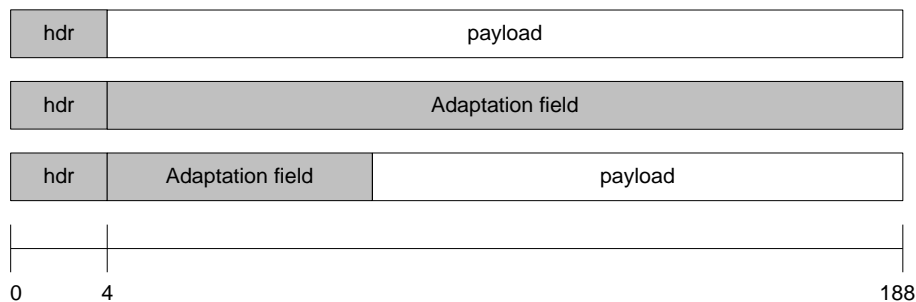 hdr payload
hdr Adaptation field
hdr Adaptation field payload
0 4 188